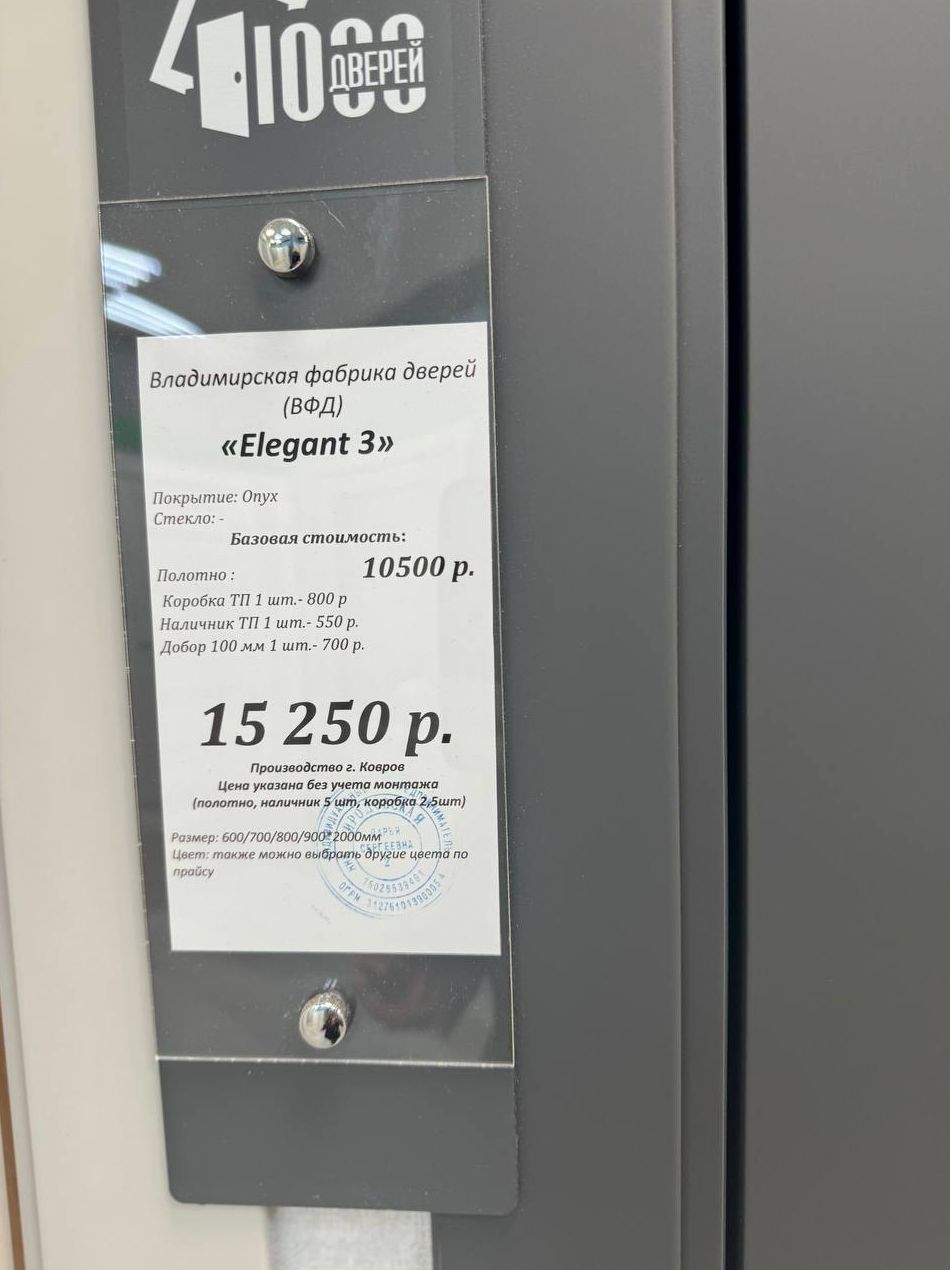 1000
ДВЕРЕЙ
Владимирская фабрика дверей
(ВФД)
«Elegant 3»
Покрытие: Onyx
Стекло: -
Базовая стоимость:
Полотно : 10500 р.
Коробка ТП 1 шт.- 800 р
Наличник ТП 1 шт.- 550 р.
Добор 100 мм 1 шт.- 700 р.
15 250 р.
Производство г. Ковров
Цена указана без учета монтажа
(полотно, наличник 5 шт, коробка 2,5шт)
Размер: 600/700/800/900*2000мм
Цвет: также можно выбрать другие цвета по
прайсу
ДАРЬЯ
СЕРГЕЕВНА
ОГРН